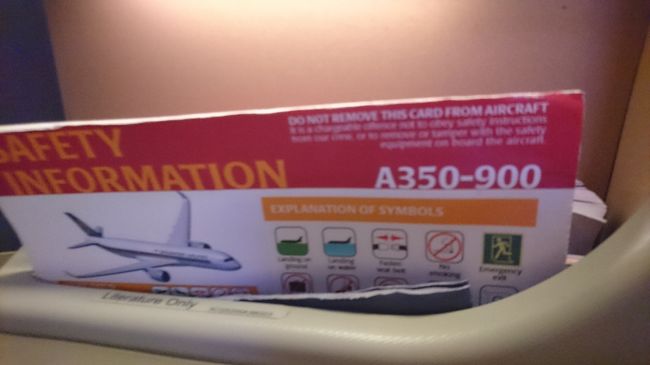 SAFETY
INFORMATION
DO NOT REMOVE THIS CARD FROM AIRCRAFT
It is a chargeable offence not to obey safety instructions
from our crew, or to remove or tamper with the safety
equipment on board the aircraft.
A350-900
EXPLANATION OF SYMBOLS
Landing on
ground
Landing on
water
Fasten
seat belt
No
smoking
Emergency
exit
Literature Only